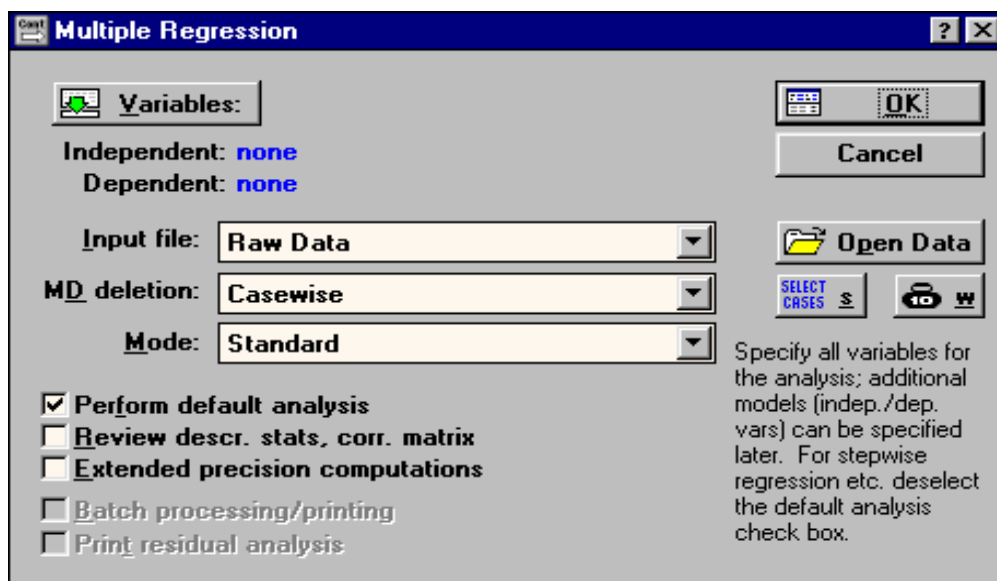 Cont
Multiple Regression
?
Variables:
OK
Independent: none
Cancel
Dependent: none
Input file:
Raw Data
Open Data
MD deletion:
Casewise
SELECT
CASES
s
w
Mode:
Standard
Specify all variables for
the analysis; additional
models (indep./dep.
vars) can be specified
later. For stepwise
regression etc. deselect
the default analysis
check box.
Perform default analysis
Review descr. stats, corr. matrix
Extended precision computations
Batch processing/printing
Print residual analysis